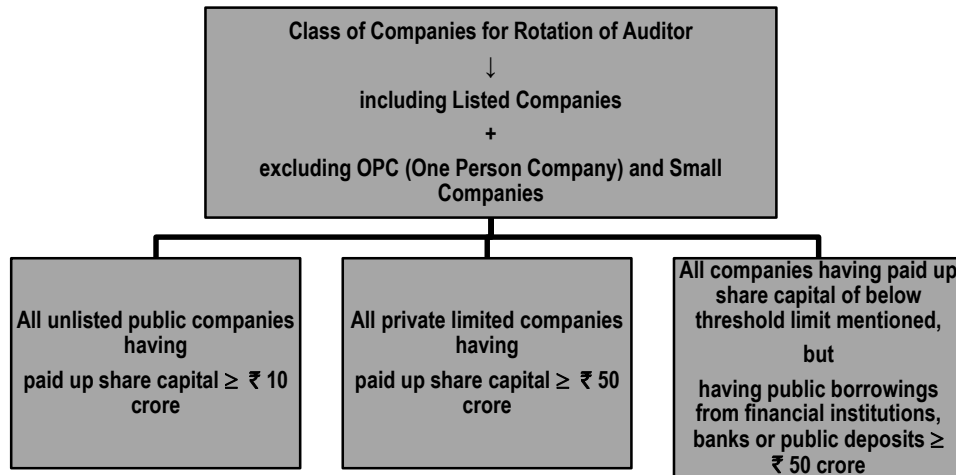 Class of Companies for Rotation of Auditor
↓
including Listed Companies
+
excluding OPC (One Person Company) and Small
Companies
All unlisted public companies
having
paid up share capital ≥ ₹ 10
crore
All private limited companies
having
paid up share capital ≥ ₹ 50
crore
All companies having paid up
share capital of below
threshold limit mentioned,
but
having public borrowings
from financial institutions,
banks or public deposits ≥
₹ 50 crore